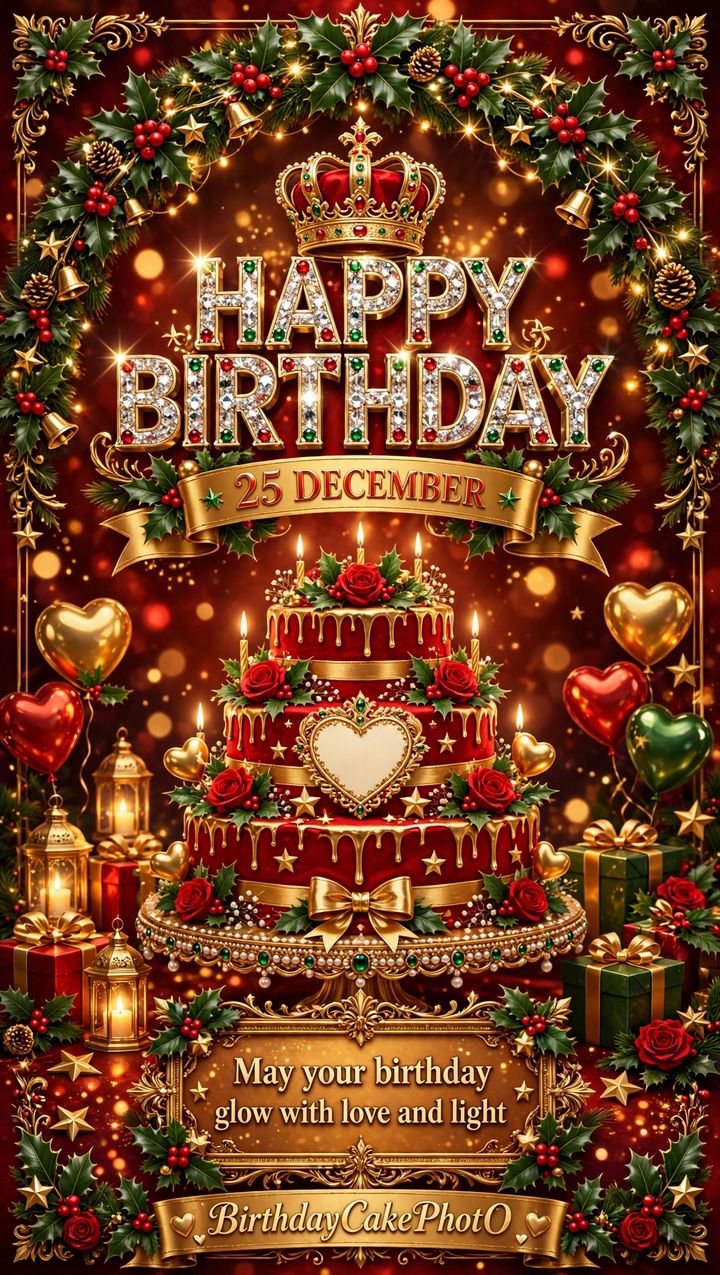 HAPPY
BIRTHDAY
25 DECEMBER
May your birthday
glow with love and light
BirthdayCakePhotO